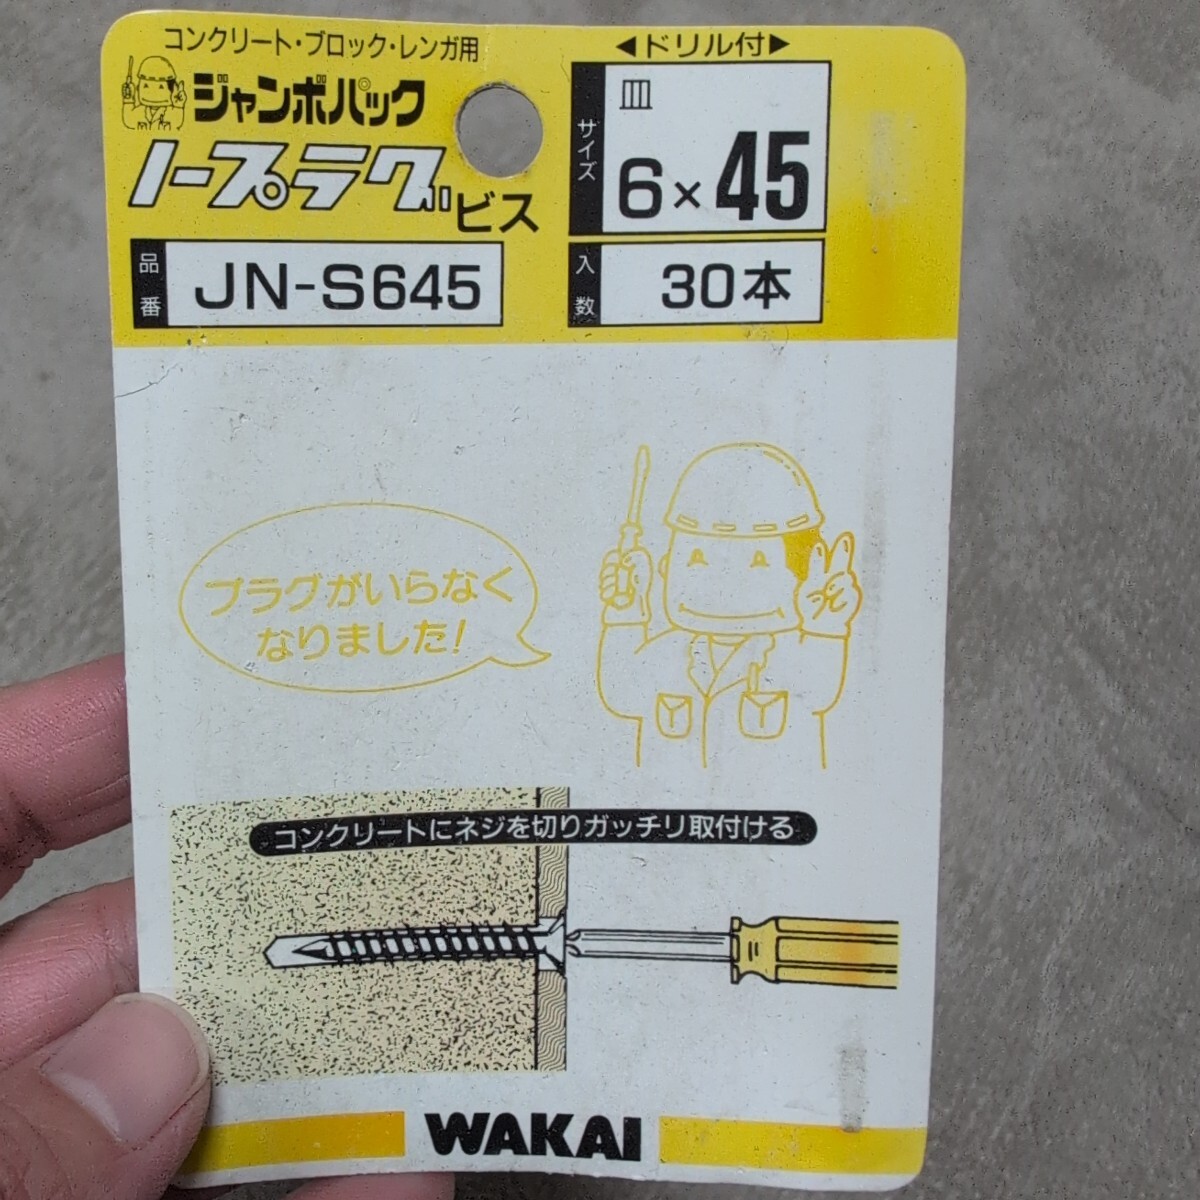 コンクリート・ブロック・レンガ用
ジャンボパック
ノープラグビス
品番
JN-S645
◀ドリル付▶
サイズ
皿
6×45
入数
30本
プラグがいらなく
なりました!
コンクリートにネジを切りガッチリ取付ける
WAKAI